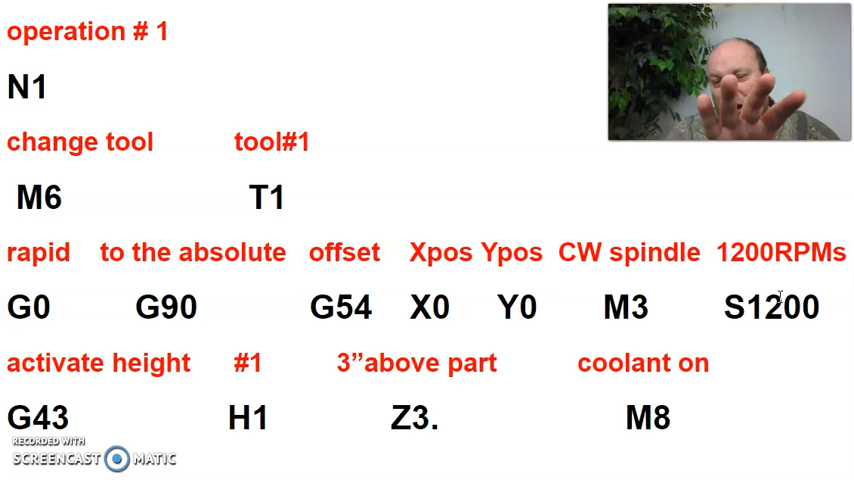 operation # 1
N1
change tool tool#1
M6 T1
rapid to the absolute offset Xpos Ypos CW spindle 1200RPMs
G0 G90 G54 X0 Y0 M3 S1200
activate height #1 3”above part coolant on
G43 H1 Z3. M8
RECORDED WITH
SCREENCAST MATIC